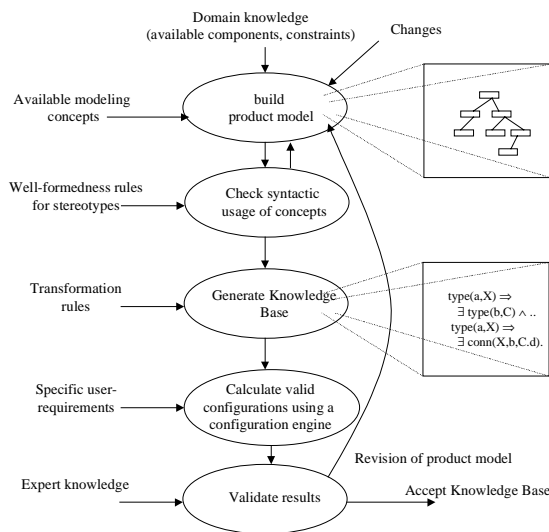 Domain knowledge
(available components, constraints)
Changes
build
product model
Available modeling
concepts
Well-formedness rules
for stereotypes
Check syntactic
usage of concepts
Transformation
rules
Generate Knowledge
Base
type(a,X) ⇒
∃ type(b,C) ∧ ..
type(a,X) ⇒
∃ conn(X,b,C.d).
Specific user-
requirements
Calculate valid
configurations using a
configuration engine
Revision of product model
Expert knowledge
Validate results
Accept Knowledge Base